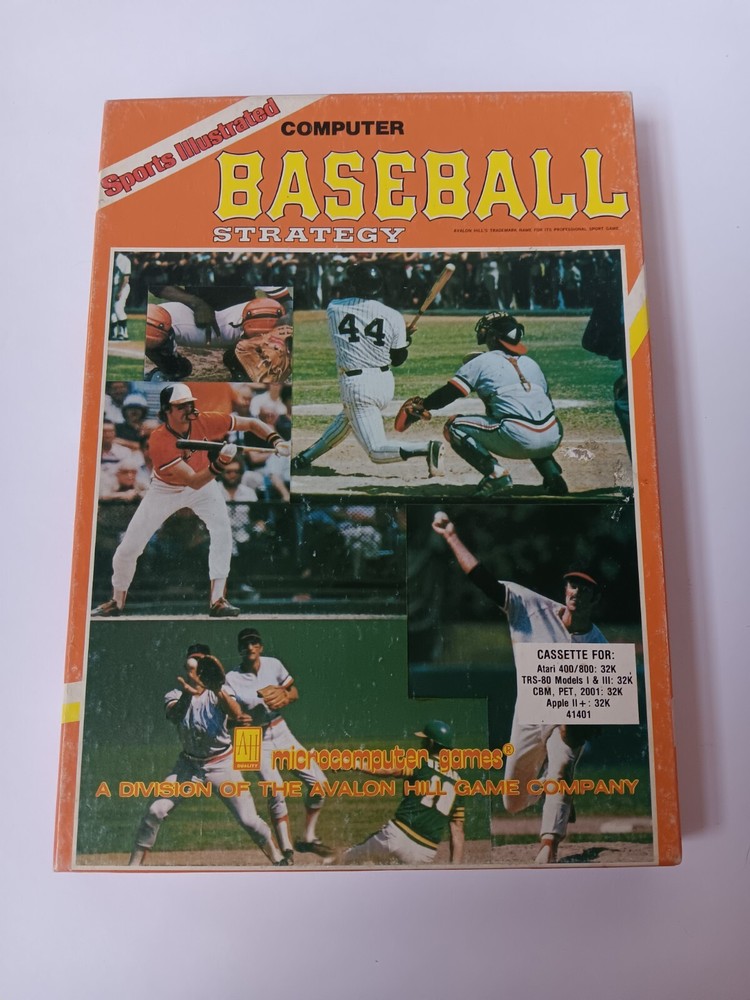 Sports Illustrated
COMPUTER
BASEBALL
STRATEGY
AVALON HILL'S TRADEMARK NAME FOR ITS PROFESSIONAL SPORT GAME
44
CASSETTE FOR:
Atari 400/800: 32K
TRS-80 Models I & III: 32K
CBM, PET, 2001: 32K
Apple II+: 32K
41401
AH
QUALITY
microcomputer games®
A DIVISION OF THE AVALON HILL GAME COMPANY